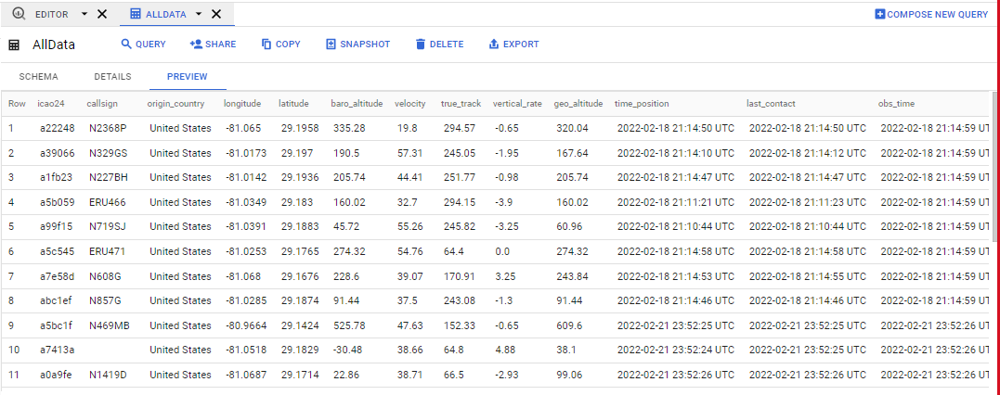 EDITOR ALLDATA COMPOSE NEW QUERY
AllData QUERY SHARE COPY SNAPSHOT DELETE EXPORT
SCHEMA DETAILS PREVIEW
Row icao24 callsign origin_country longitude latitude baro_altitude velocity true_track vertical_rate geo_altitude time_position last_contact obs_time
1 a22248 N2368P United States -81.065 29.1958 335.28 19.8 294.57 -0.65 320.04 2022-02-18 21:14:50 UTC 2022-02-18 21:14:50 UTC 2022-02-18 21:14:59 UT
2 a39066 N329GS United States -81.0173 29.197 190.5 57.31 245.05 -1.95 167.64 2022-02-18 21:14:10 UTC 2022-02-18 21:14:12 UTC 2022-02-18 21:14:59 UT
3 a1fb23 N227BH United States -81.0142 29.1936 205.74 44.41 251.77 -0.98 205.74 2022-02-18 21:14:47 UTC 2022-02-18 21:14:47 UTC 2022-02-18 21:14:59 UT
4 a5b059 ERU466 United States -81.0349 29.183 160.02 32.7 294.15 -3.9 160.02 2022-02-18 21:11:21 UTC 2022-02-18 21:11:23 UTC 2022-02-18 21:14:59 UT
5 a99f15 N719SJ United States -81.0391 29.1883 45.72 55.26 245.82 -3.25 60.96 2022-02-18 21:10:44 UTC 2022-02-18 21:10:44 UTC 2022-02-18 21:14:59 UT
6 a5c545 ERU471 United States -81.0253 29.1765 274.32 54.76 64.4 0.0 274.32 2022-02-18 21:14:58 UTC 2022-02-18 21:14:58 UTC 2022-02-18 21:14:59 UT
7 a7e58d N608G United States -81.068 29.1676 228.6 39.07 170.91 3.25 243.84 2022-02-18 21:14:53 UTC 2022-02-18 21:14:55 UTC 2022-02-18 21:14:59 UT
8 abc1ef N857G United States -81.0285 29.1874 91.44 37.5 243.08 -1.3 91.44 2022-02-18 21:14:46 UTC 2022-02-18 21:14:46 UTC 2022-02-18 21:14:59 UT
9 a5bc1f N469MB United States -80.9664 29.1424 525.78 47.63 152.33 -0.65 609.6 2022-02-21 23:52:25 UTC 2022-02-21 23:52:25 UTC 2022-02-21 23:52:26 UT
10 a7413a United States -81.0518 29.1829 -30.48 38.66 64.8 4.88 38.1 2022-02-21 23:52:24 UTC 2022-02-21 23:52:25 UTC 2022-02-21 23:52:26 UT
11 a0a9fe N1419D United States -81.0687 29.1714 22.86 38.71 66.5 -2.93 99.06 2022-02-21 23:52:26 UTC 2022-02-21 23:52:26 UTC 2022-02-21 23:52:26 UT